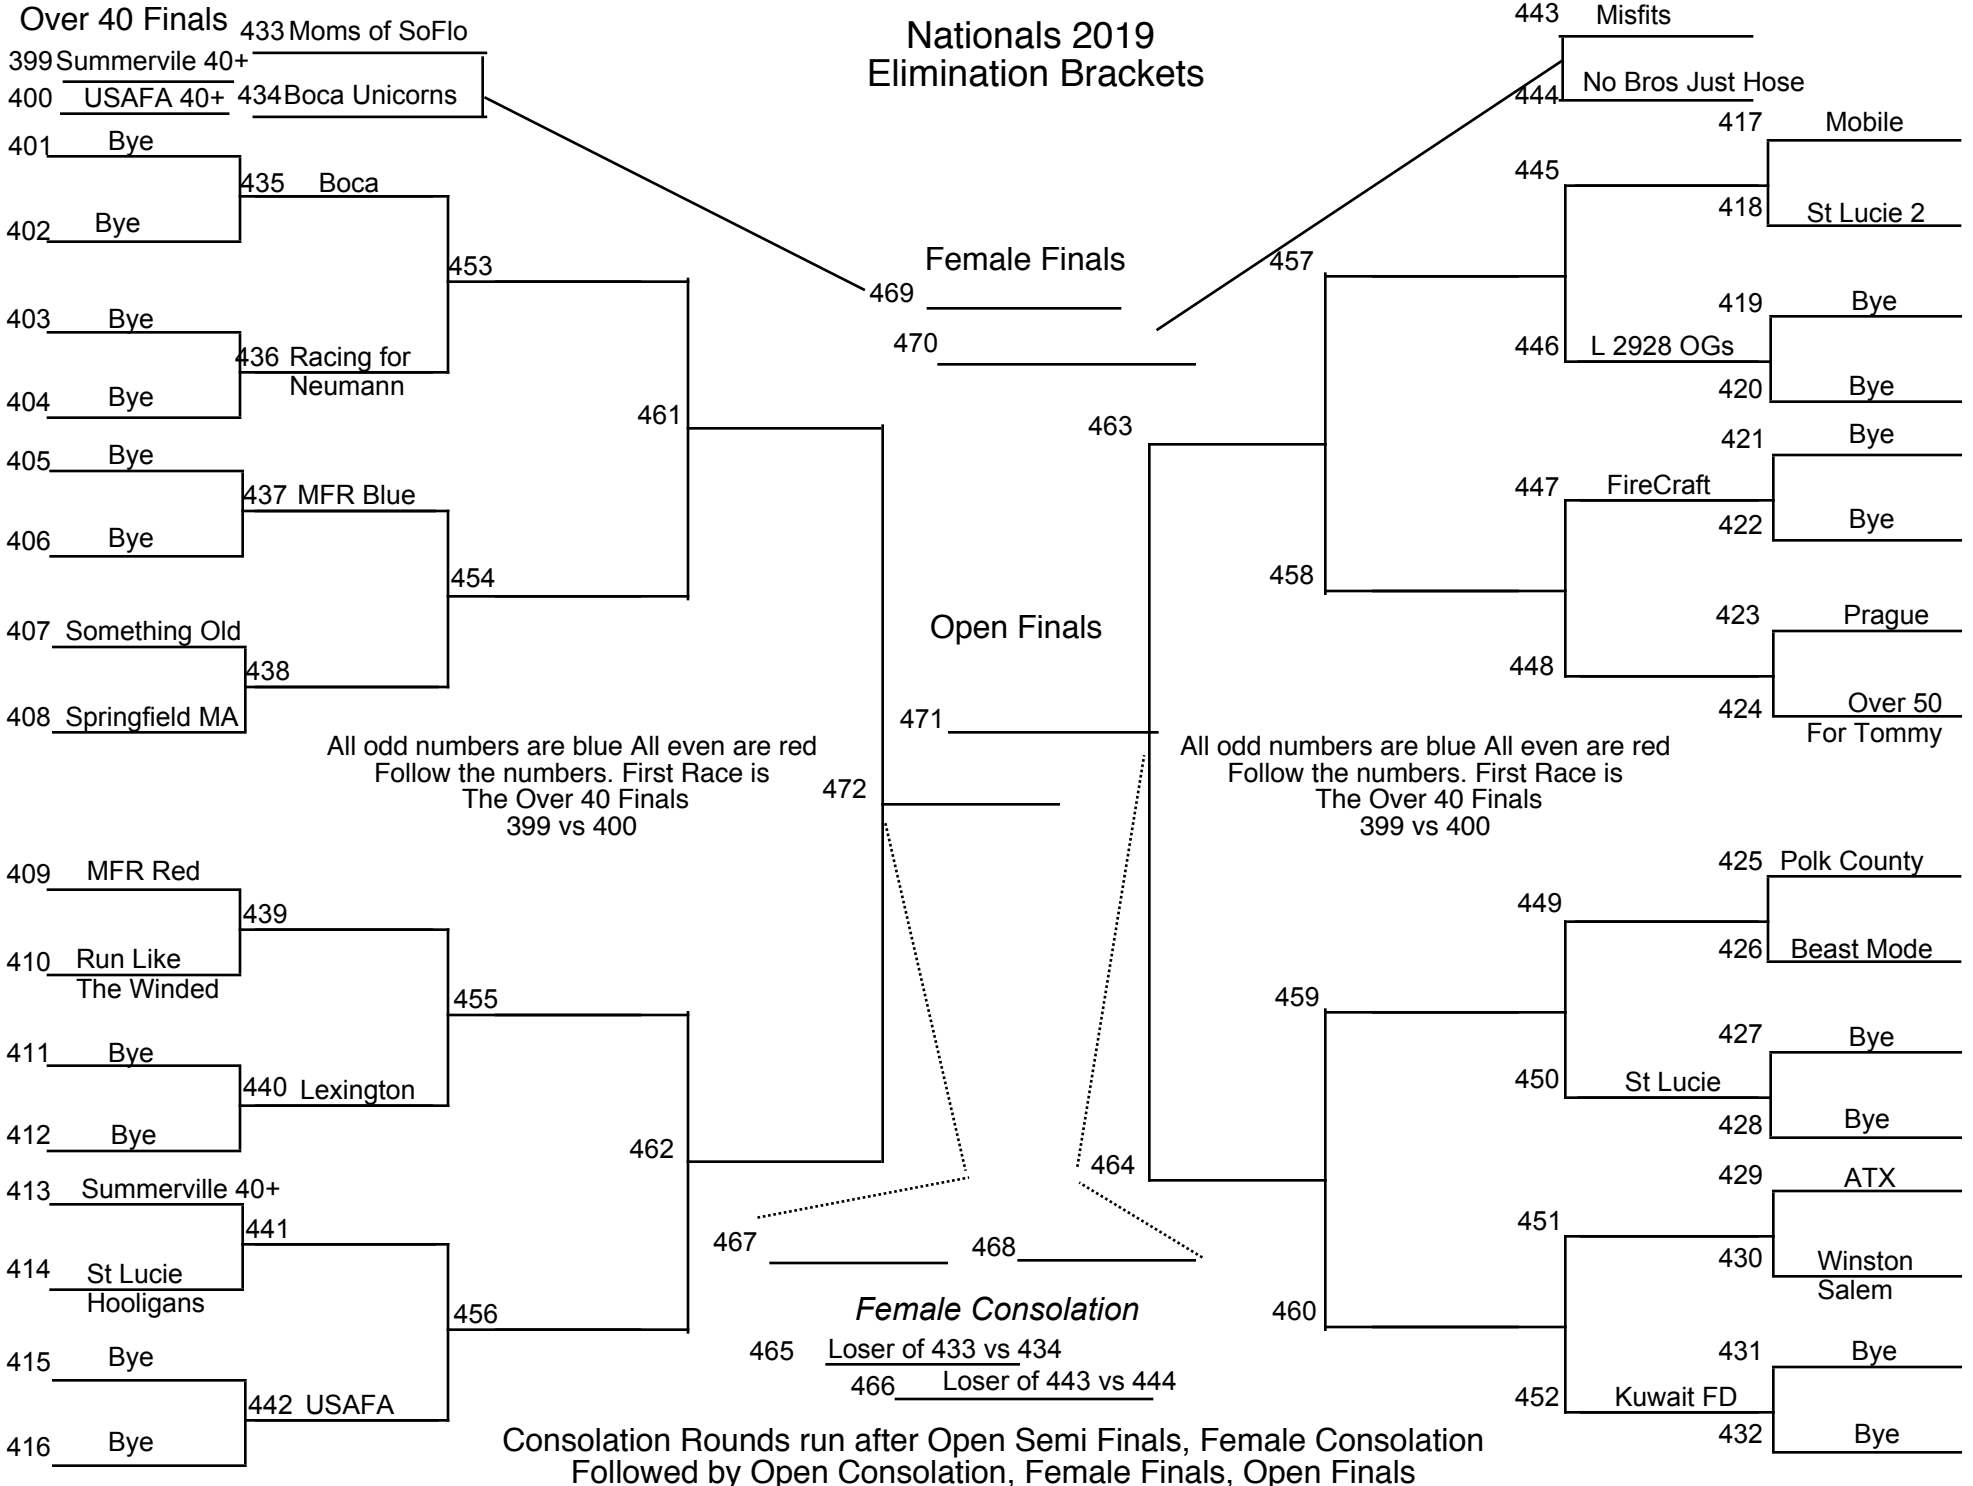 Over 40 Finals
399 Summervile 40+
400 USAFA 40+
433 Moms of SoFlo
434 Boca Unicorns
Nationals 2019
Elimination Brackets
443 Misfits
444 No Bros Just Hose
401 Bye
402 Bye
403 Bye
404 Bye
405 Bye
406 Bye
407 Something Old
408 Springfield MA
435 Boca
436 Racing for
Neumann
437 MFR Blue
438
453
454
461
Female Finals
469
470
Open Finals
471
472
463
457
458
445
446 L 2928 OGs
447 FireCraft
448
417 Mobile
418 St Lucie 2
419 Bye
420 Bye
421 Bye
422 Bye
423 Prague
424 Over 50
For Tommy
All odd numbers are blue All even are red
Follow the numbers. First Race is
The Over 40 Finals
399 vs 400
All odd numbers are blue All even are red
Follow the numbers. First Race is
The Over 40 Finals
399 vs 400
409 MFR Red
410 Run Like
The Winded
411 Bye
412 Bye
413 Summerville 40+
414 St Lucie
Hooligans
415 Bye
416 Bye
439
440 Lexington
441
442 USAFA
455
456
462
467
468
464
459
460
449
450 St Lucie
451
452 Kuwait FD
425 Polk County
426 Beast Mode
427 Bye
428 Bye
429 ATX
430 Winston
Salem
431 Bye
432 Bye
Female Consolation
465 Loser of 433 vs 434
466 Loser of 443 vs 444
Consolation Rounds run after Open Semi Finals, Female Consolation
Followed by Open Consolation, Female Finals, Open Finals